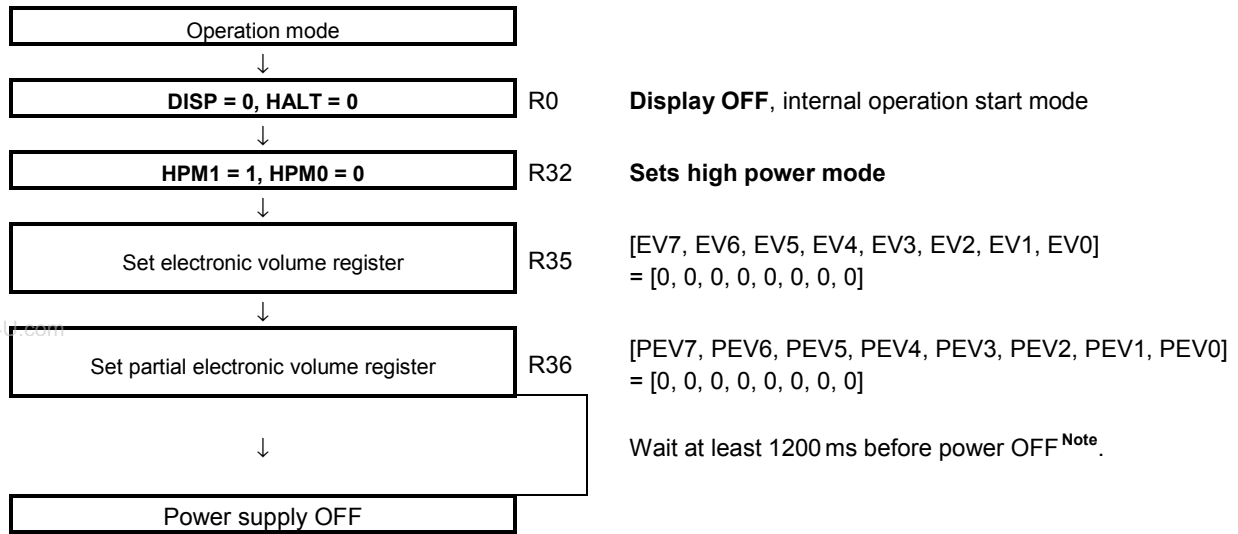 Operation mode
↓
DISP = 0, HALT = 0 R0 Display OFF, internal operation start mode
↓
HPM1 = 1, HPM0 = 0 R32 Sets high power mode
↓
Set electronic volume register R35 [EV7, EV6, EV5, EV4, EV3, EV2, EV1, EV0]
= [0, 0, 0, 0, 0, 0, 0, 0]
↓
U.com
Set partial electronic volume register R36 [PEV7, PEV6, PEV5, PEV4, PEV3, PEV2, PEV1, PEV0]
= [0, 0, 0, 0, 0, 0, 0, 0]
↓ Wait at least 1200 ms before power OFF Note.
Power supply OFF